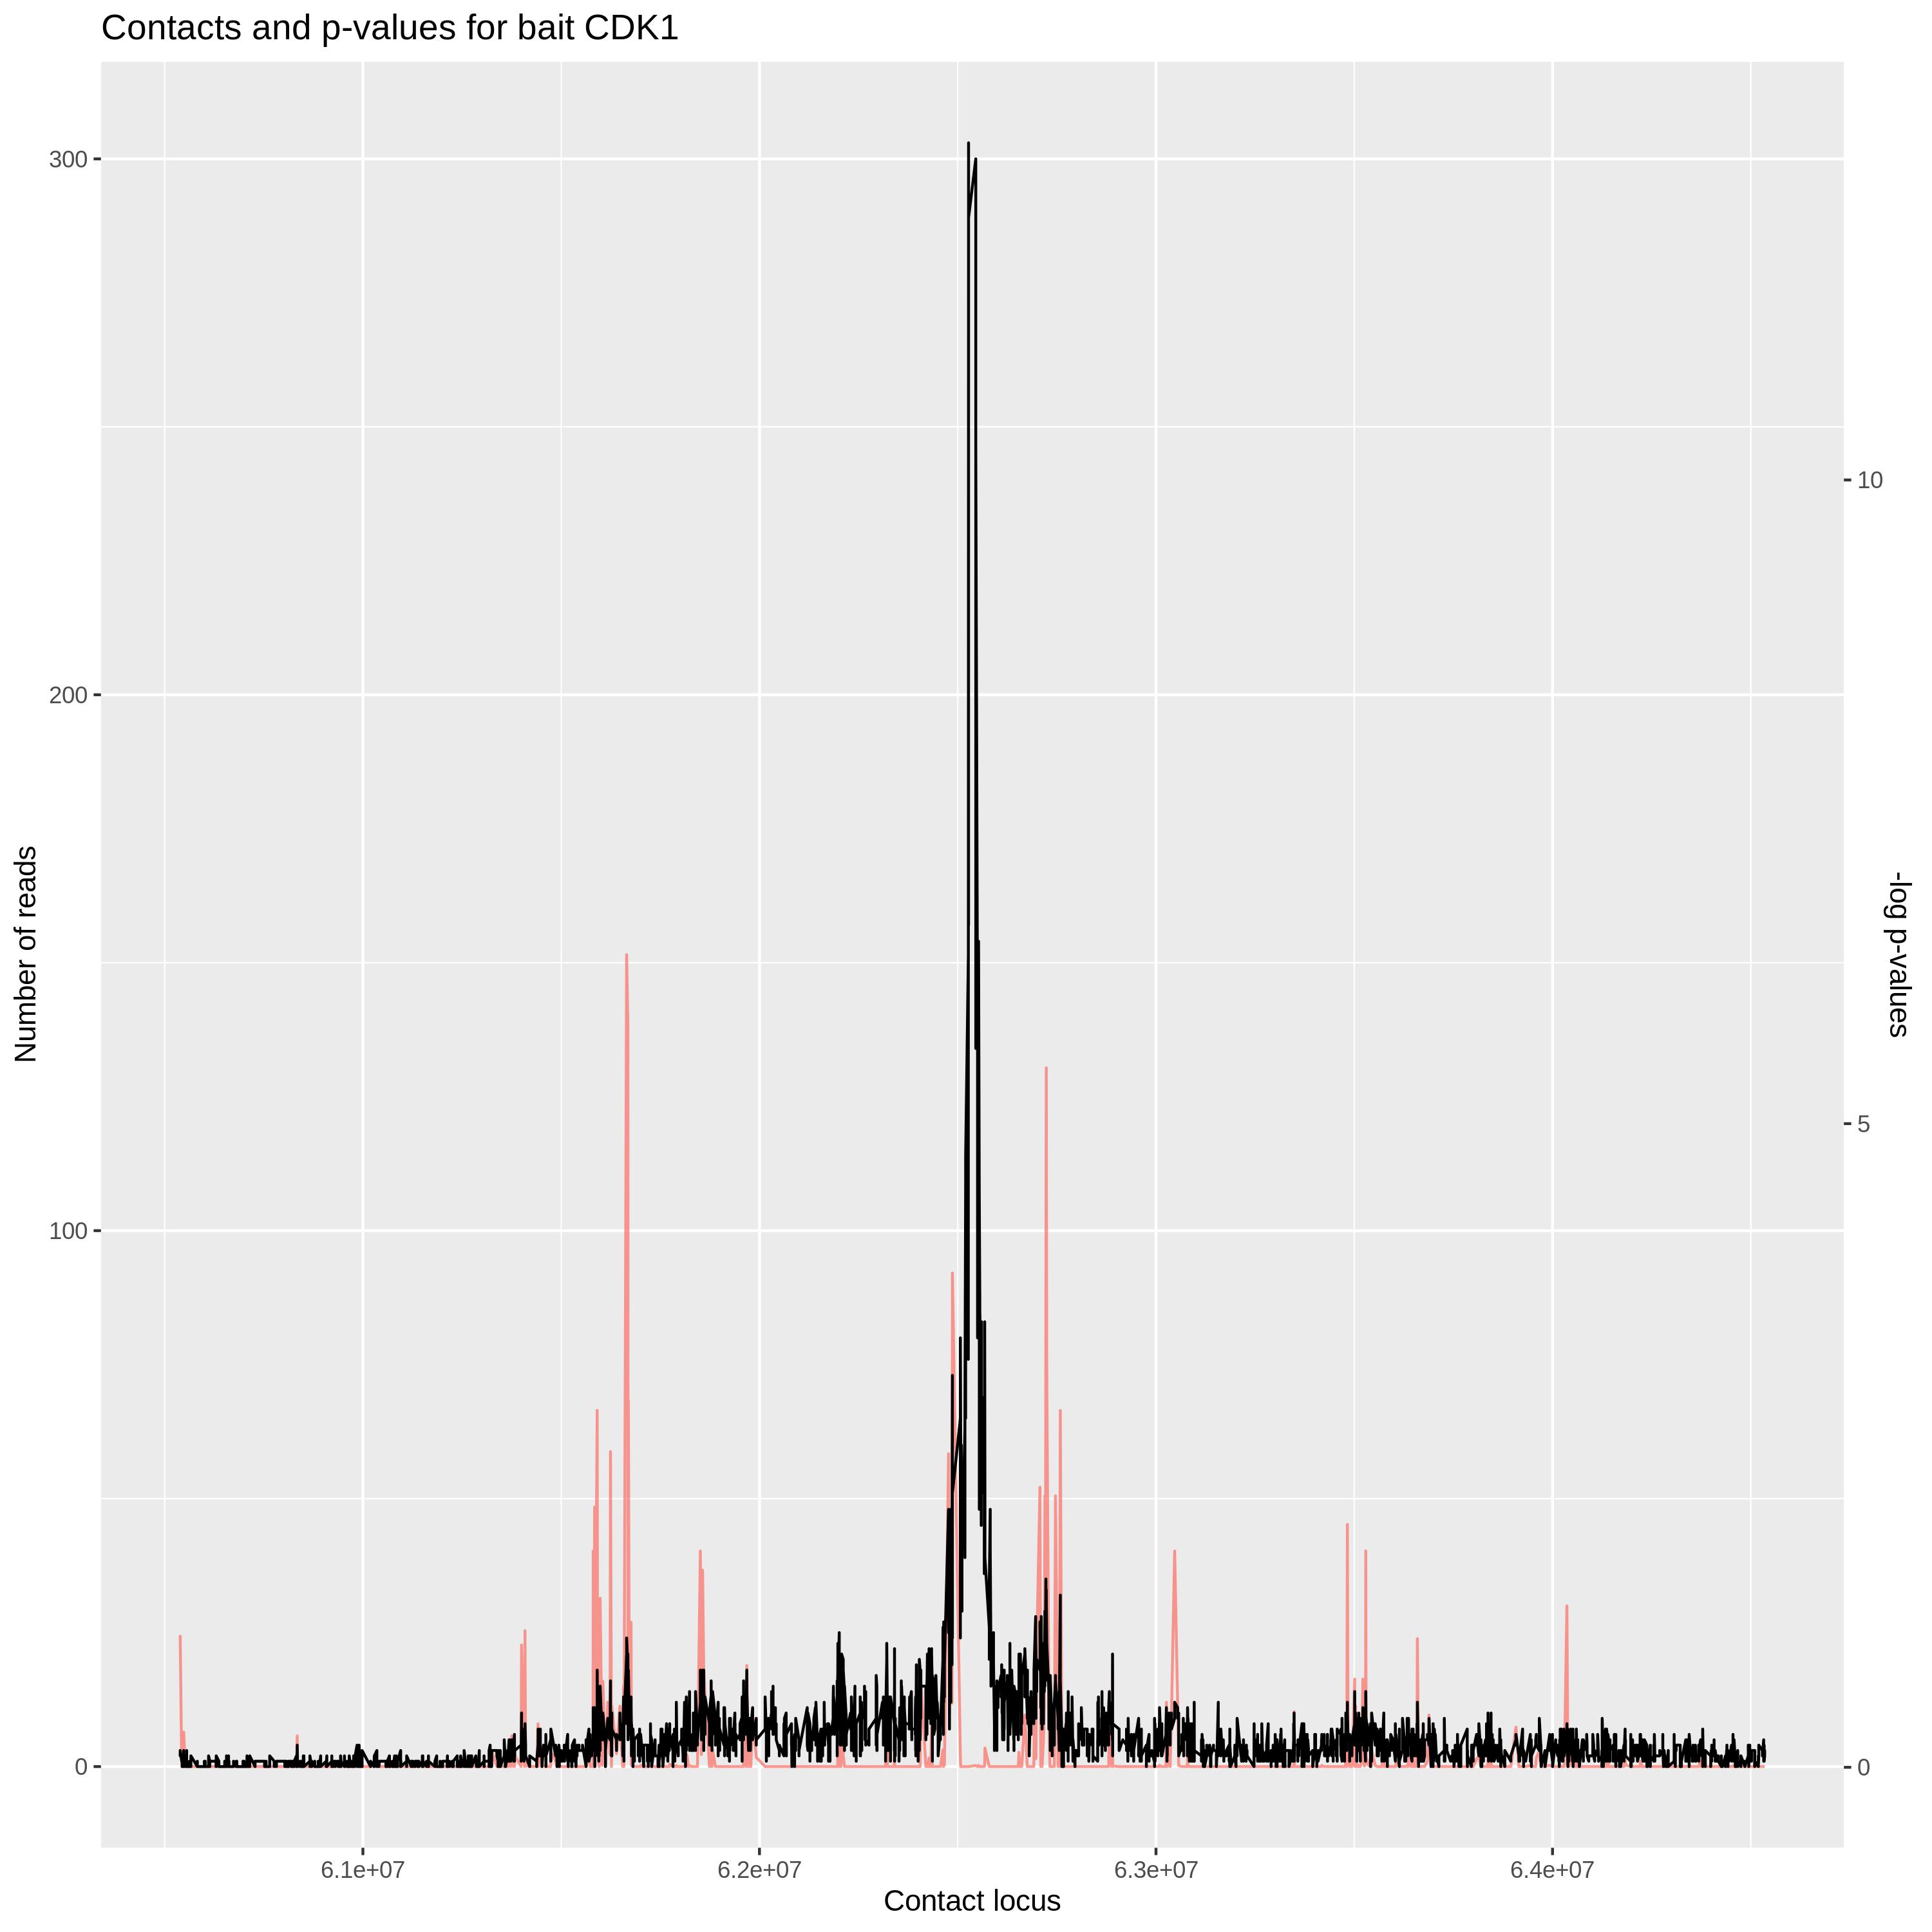 Contacts and p-values for bait CDK1
300
200
100
0
Number of reads
10
5
0
-log p-values
6.1e+07
6.2e+07
6.3e+07
6.4e+07
Contact locus